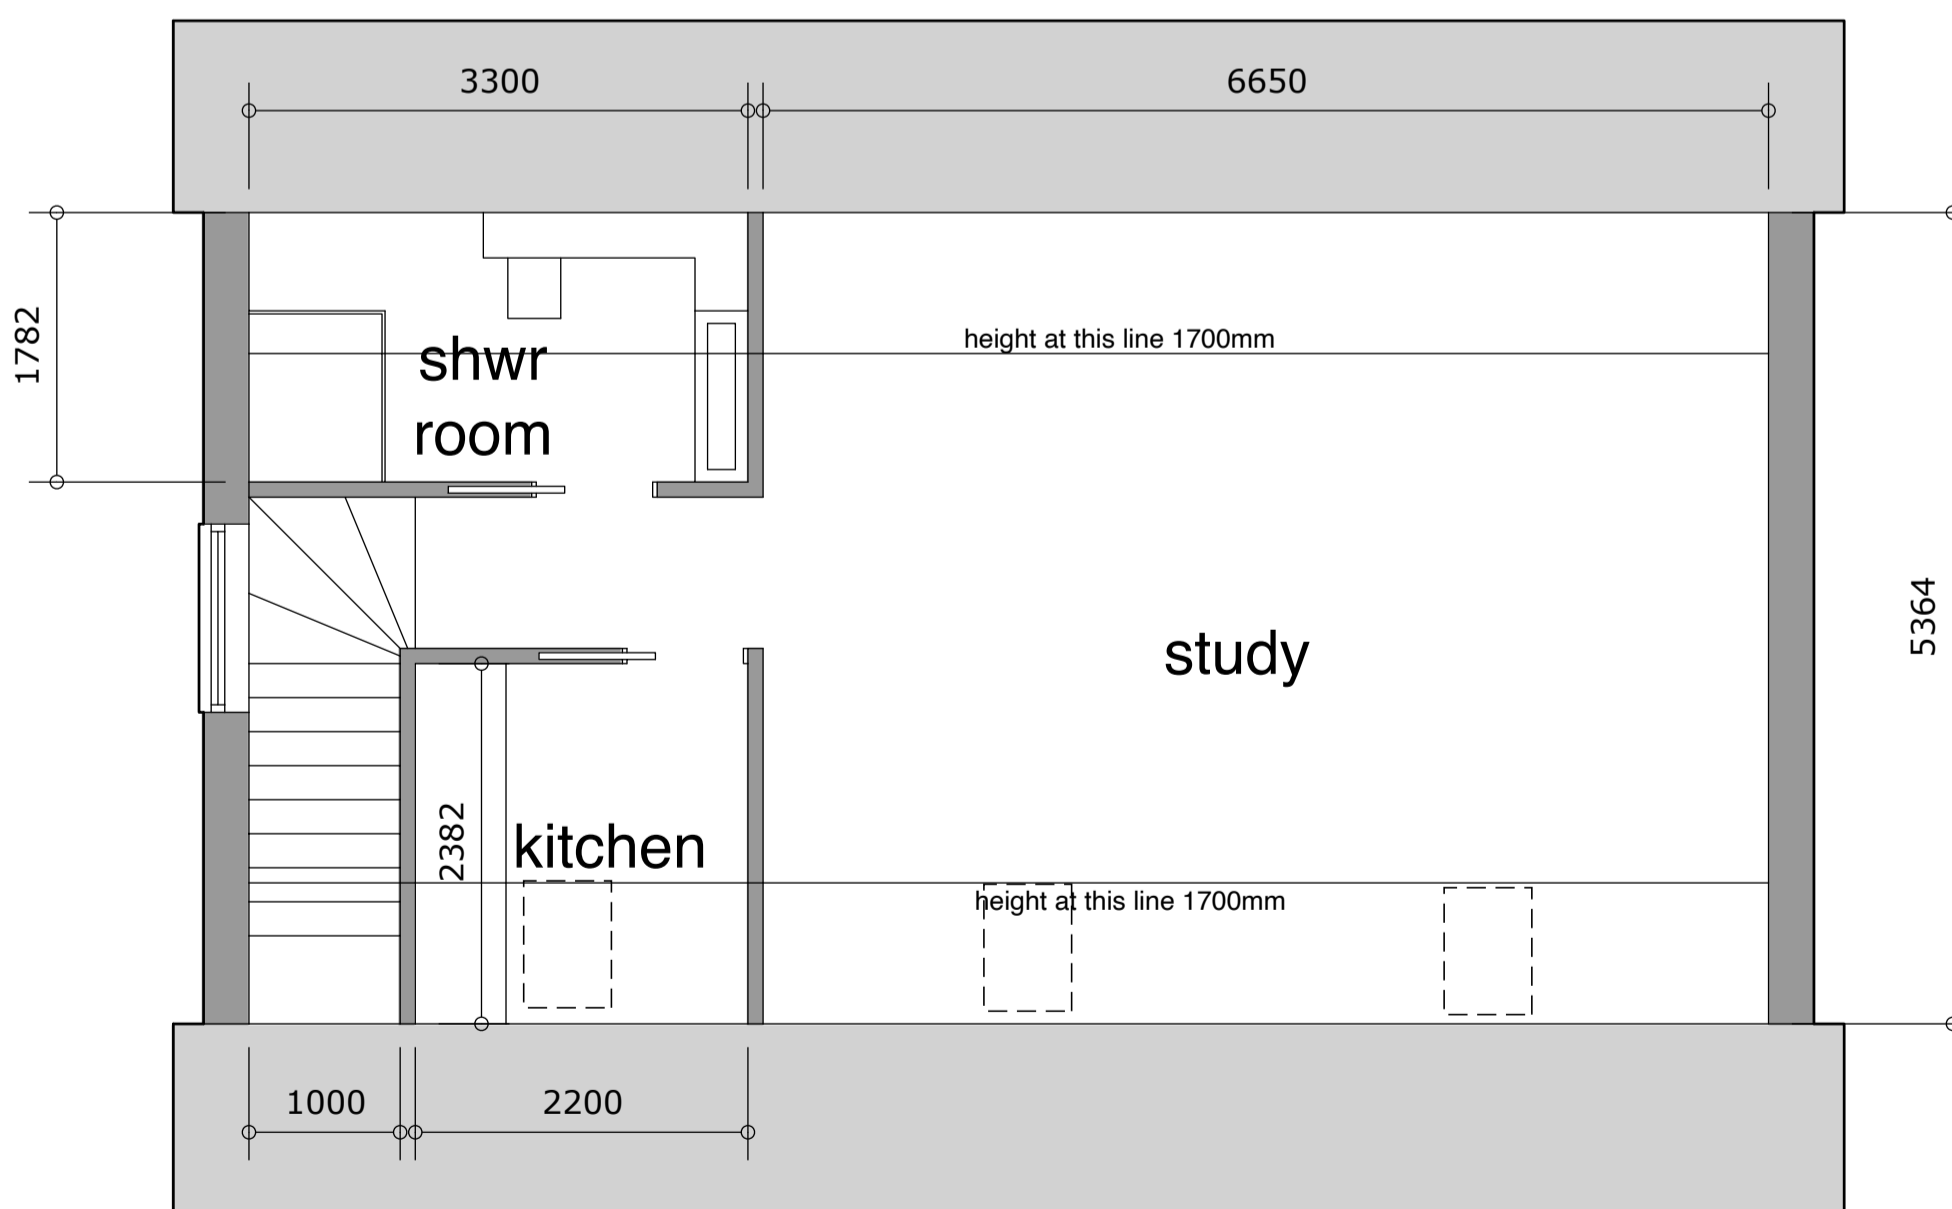 3300
6650
1782
height at this line 1700mm
shwr
room
5364
study
2382
kitchen
height at this line 1700mm
1000
2200